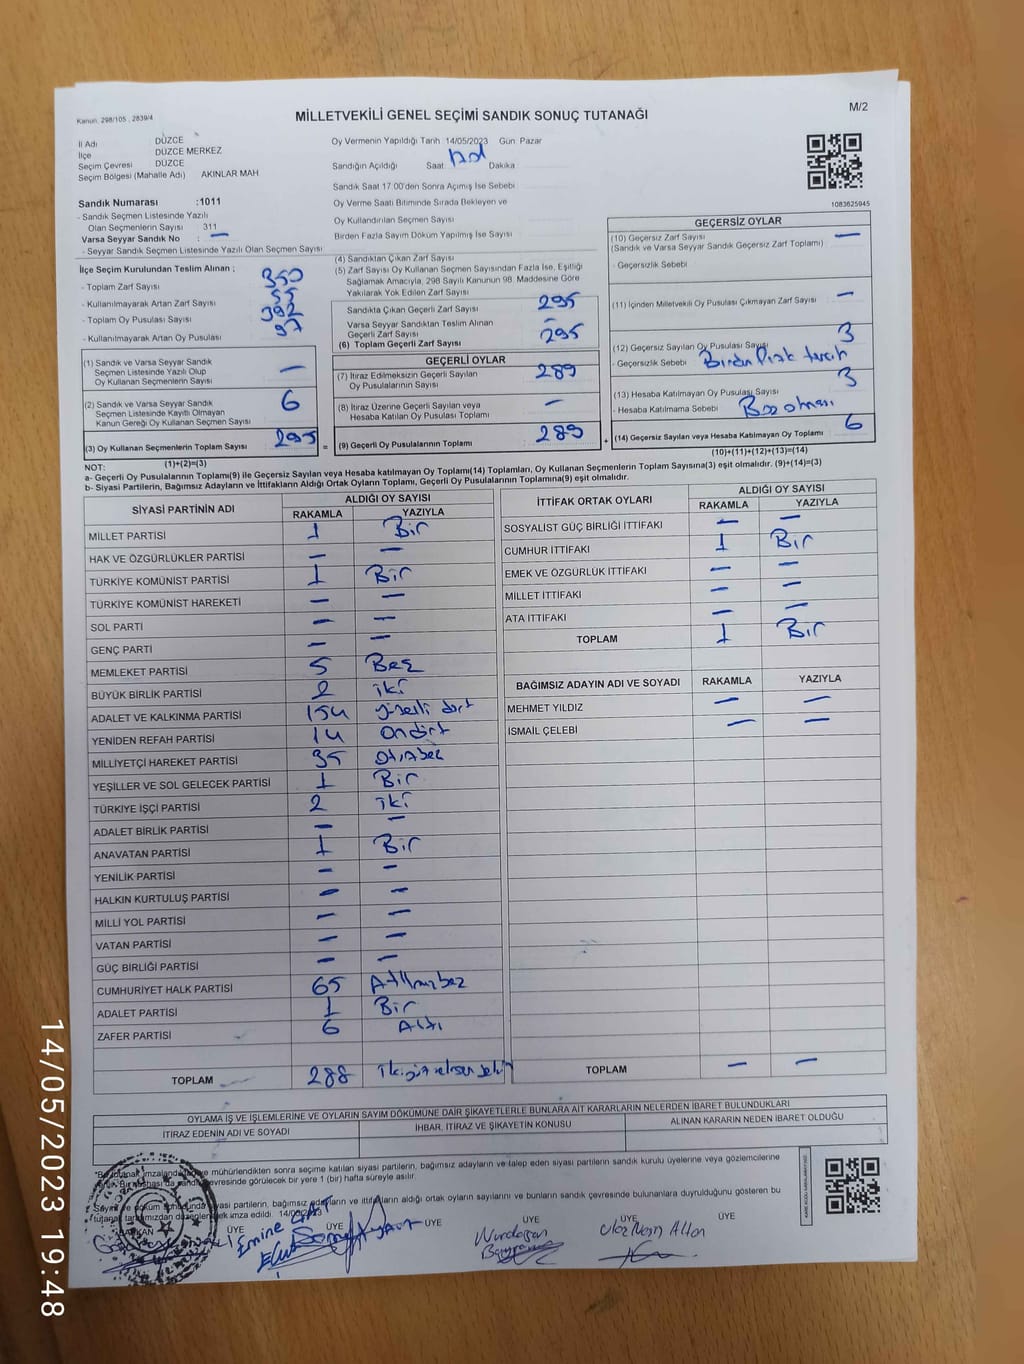 M/2
Kanun: 298/105 , 2839/4
MİLLETVEKİLİ GENEL SEÇİMİ SANDIK SONUÇ TUTANAĞI
İl Adı DÜZCE
İlçe DÜZCE MERKEZ
Seçim Çevresi DÜZCE
Seçim Bölgesi (Mahalle Adı) AKINLAR MAH
Sandık Numarası :1011
- Sandık Seçmen Listesinde Yazılı
Olan Seçmenlerin Sayısı 311
Varsa Seyyar Sandık No : —
- Seyyar Sandık Seçmen Listesinde Yazılı Olan Seçmen Sayısı
Oy Vermenin Yapıldığı Tarih 14/05/2023 Gün Pazar
Sandığın Açıldığı Saat Dakika
Sandık Saat 17:00'den Sonra Açımış İse Sebebi
Oy Verme Saati Bitiminde Sırada Bekleyen ve
Oy Kullandırılan Seçmen Sayısı
Birden Fazla Sayım Döküm Yapılmış İse Sayısı
1083625945
İlçe Seçim Kurulundan Teslim Alınan ;
- Toplam Zarf Sayısı 350
- Kullanılmayarak Artan Zarf Sayısı 55
- Toplam Oy Pusulası Sayısı 392
- Kullanılmayarak Artan Oy Pusulası 97
(1) Sandık ve Varsa Seyyar Sandık
Seçmen Listesinde Yazılı Olup
Oy Kullanan Seçmenlerin Sayısı —
(2) Sandık ve Varsa Seyyar Sandık
Seçmen Listesinde Kayıtlı Olmayan
Kanun Gereği Oy Kullanan Seçmen Sayısı 6
(3) Oy Kullanan Seçmenlerin Toplam Sayısı 295 =
(1)+(2)=(3)
(4) Sandıktan Çıkan Zarf Sayısı
(5) Zarf Sayısı Oy Kullanan Seçmen Sayısından Fazla İse, Eşitliği
Sağlamak Amacıyla, 298 Sayılı Kanunun 98. Maddesine Göre
Yakılarak Yok Edilen Zarf Sayısı
Sandıkta Çıkan Geçerli Zarf Sayısı 295
Varsa Seyyar Sandıktan Teslim Alınan
Geçerli Zarf Sayısı —
(6) Toplam Geçerli Zarf Sayısı 295
GEÇERLİ OYLAR
(7) İtiraz Edilmeksizin Geçerli Sayılan
Oy Pusulalarının Sayısı 289
(8) İtiraz Üzerine Geçerli Sayılan veya
Hesaba Katılan Oy Pusulası Toplamı —
(9) Geçerli Oy Pusulalarının Toplamı 289 +
GEÇERSİZ OYLAR
(10) Geçersiz Zarf Sayısı —
(Sandık ve Varsa Seyyar Sandık Geçersiz Zarf Toplamı)
- Geçersizlik Sebebi
(11) İçinden Milletvekili Oy Pusulası Çıkmayan Zarf Sayısı —
(12) Geçersiz Sayılan Oy Pusulası Sayısı 3
- Geçersizlik Sebebi
(13) Hesaba Katılmayan Oy Pusulası Sayısı 3
- Hesaba Katılmama Sebebi Boş olması
(14) Geçersiz Sayılan veya Hesaba Katılmayan Oy Toplamı 6
(10)+(11)+(12)+(13)=(14)
NOT:
a- Geçerli Oy Pusulalarının Toplamı(9) ile Geçersiz Sayılan veya Hesaba katılmayan Oy Toplamı(14) Toplamları, Oy Kullanan Seçmenlerin Toplam Sayısına(3) eşit olmalıdır. (9)+(14)=(3)
b- Siyasi Partilerin, Bağımsız Adayların ve İttifakların Aldığı Ortak Oyların Toplamı, Geçerli Oy Pusulalarının Toplamına(9) eşit olmalıdır.
SİYASİ PARTİNİN ADI ALDIĞI OY SAYISI
RAKAMLA YAZIYLA
MİLLET PARTİSİ 1 Bir
HAK VE ÖZGÜRLÜKLER PARTİSİ — —
TÜRKİYE KOMÜNİST PARTİSİ 1 Bir
TÜRKİYE KOMÜNİST HAREKETİ — —
SOL PARTİ — —
GENÇ PARTİ — —
MEMLEKET PARTİSİ 5 Beş
BÜYÜK BİRLİK PARTİSİ 2 iki
ADALET VE KALKINMA PARTİSİ 154 yüzelli dört
YENİDEN REFAH PARTİSİ 14 Ondört
MİLLİYETÇİ HAREKET PARTİSİ 35 Otuzbeş
YEŞİLLER VE SOL GELECEK PARTİSİ 1 Bir
TÜRKİYE İŞÇİ PARTİSİ 2 iki
ADALET BİRLİK PARTİSİ — —
ANAVATAN PARTİSİ 1 Bir
YENİLİK PARTİSİ — —
HALKIN KURTULUŞ PARTİSİ — —
MİLLİ YOL PARTİSİ — —
VATAN PARTİSİ — —
GÜÇ BİRLİĞİ PARTİSİ — —
CUMHURİYET HALK PARTİSİ 65 Atmışbeş
ADALET PARTİSİ 1 Bir
ZAFER PARTİSİ 6 Altı
TOPLAM 288 ikiyüz seksen sekiz
İTTİFAK ORTAK OYLARI ALDIĞI OY SAYISI
RAKAMLA YAZIYLA
SOSYALİST GÜÇ BİRLİĞİ İTTİFAKI — —
CUMHUR İTTİFAKI 1 Bir
EMEK VE ÖZGÜRLÜK İTTİFAKI — —
MİLLET İTTİFAKI — —
ATA İTTİFAKI — —
TOPLAM 1 Bir
BAĞIMSIZ ADAYIN ADI VE SOYADI RAKAMLA YAZIYLA
MEHMET YILDIZ — —
İSMAİL ÇELEBİ — —
TOPLAM — —
OYLAMA İŞ VE İŞLEMLERİNE VE OYLARIN SAYIM DÖKÜMÜNE DAİR ŞİKAYETLERLE BUNLARA AİT KARARLARIN NELERDEN İBARET BULUNDUKLARI
İTİRAZ EDENİN ADI VE SOYADI İHBAR, İTİRAZ VE ŞİKAYETİN KONUSU ALINAN KARARIN NEDEN İBARET OLDUĞU
mühürlendikten sonra seçime katılan siyasi partilerin, bağımsız adayların ve talep eden siyasi partilerin sandık kurulu üyelerine veya gözlemcilerine
çevresinde görülecek bir yere 1 (bir) hafta süreyle asılır.
siyasi partilerin, bağımsız adayların ve ittifakların aldığı ortak oyların sayılarını ve bunların sandık çevresinde bulunanlara duyrulduğunu gösteren bu
imza edildi. 14/05
BAŞKAN ÜYE ÜYE ÜYE ÜYE ÜYE ÜYE
Emine
Nurdoğan
Bayram
14/05/2023 19:48